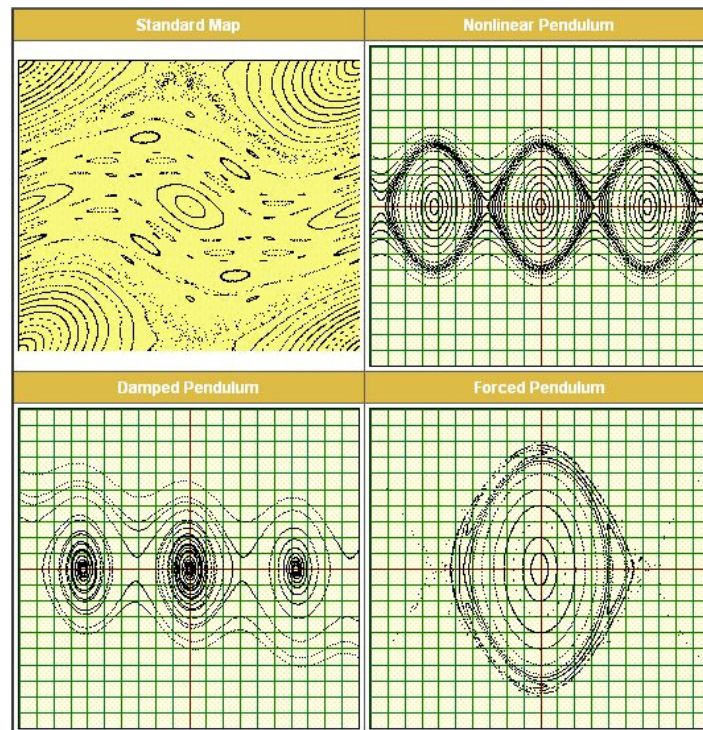 Standard Map
Nonlinear Pendulum
Damped Pendulum
Forced Pendulum